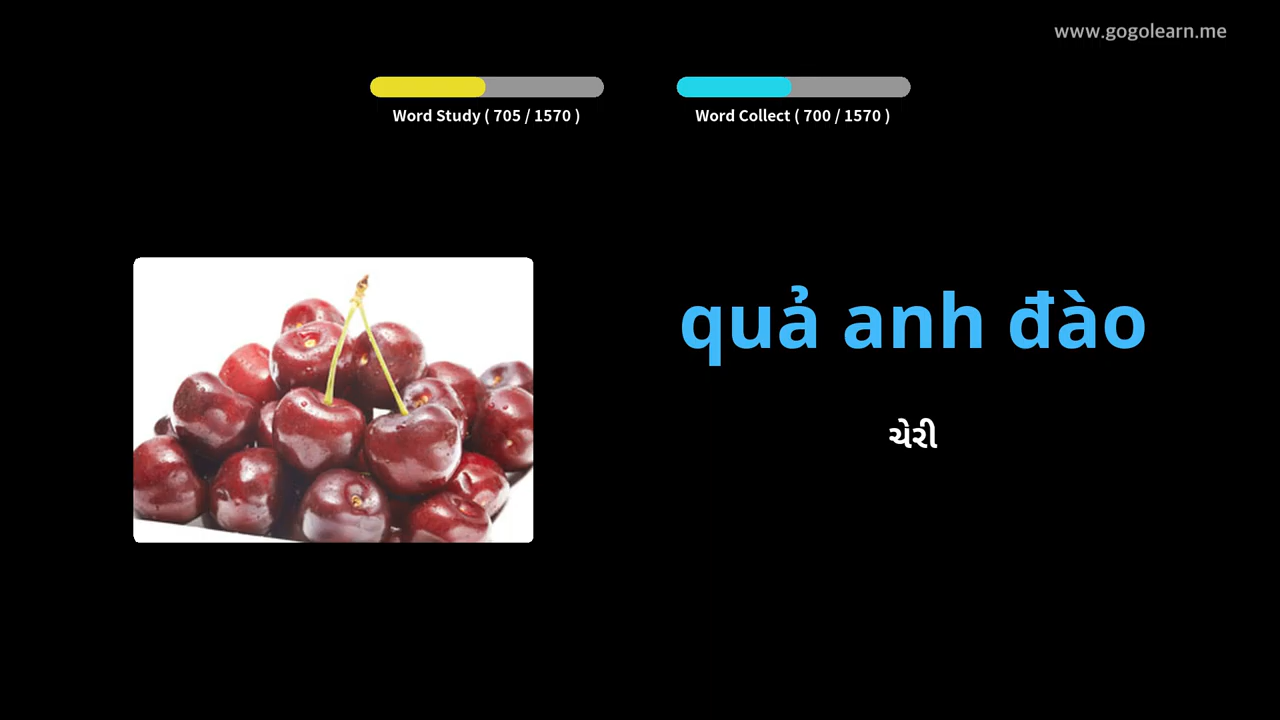 www.gogolearn.me
Word Study ( 705 / 1570 )
Word Collect ( 700 / 1570 )
quả anh đào
ચેરી